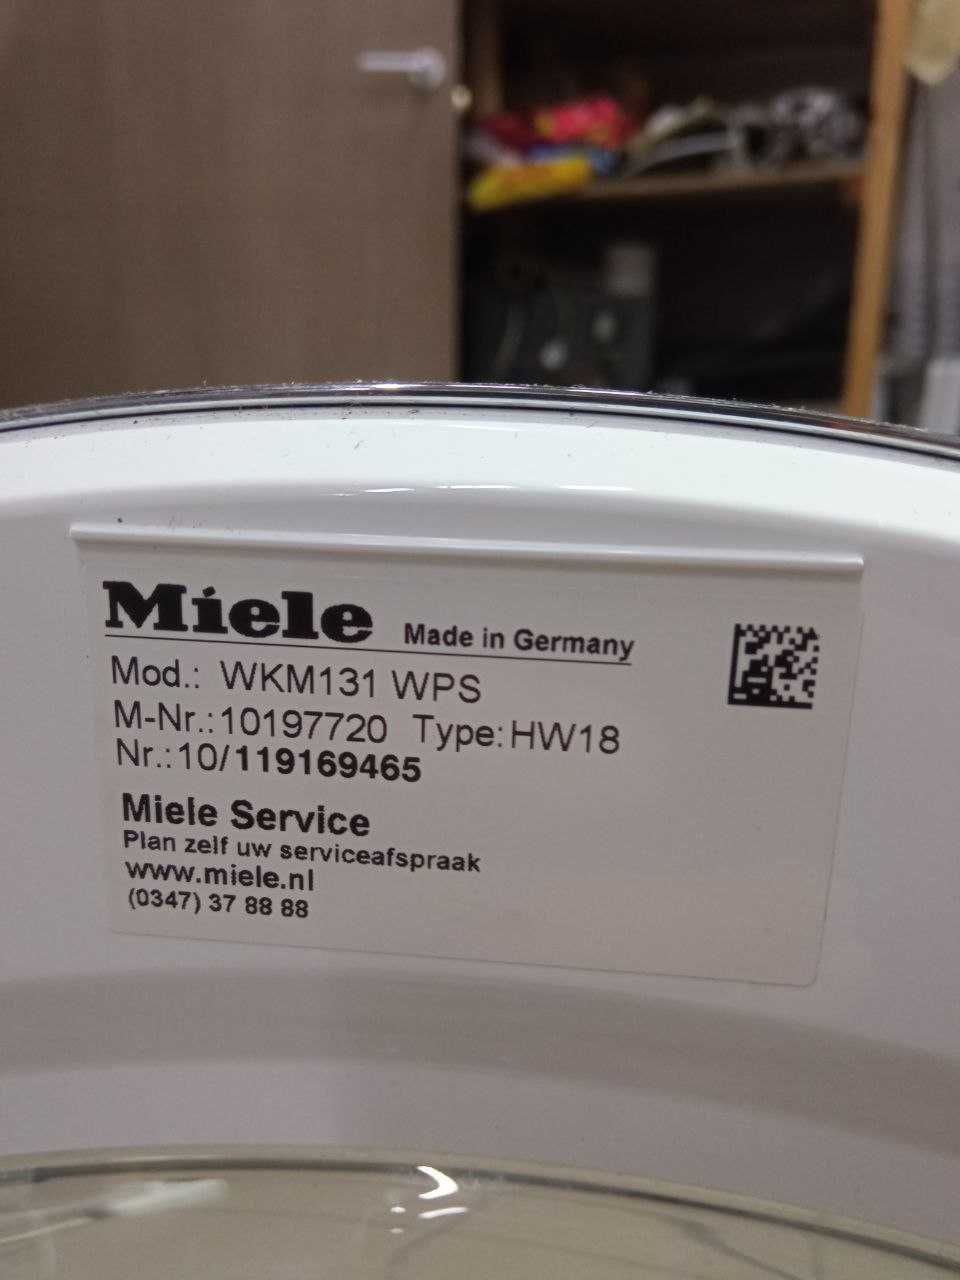 Miele Made in Germany
Mod.: WKM131 WPS
M-Nr.:10197720 Type:HW18
Nr.:10/119169465
Miele Service
Plan zelf uw serviceafspraak
www.miele.nl
(0347) 37 88 88